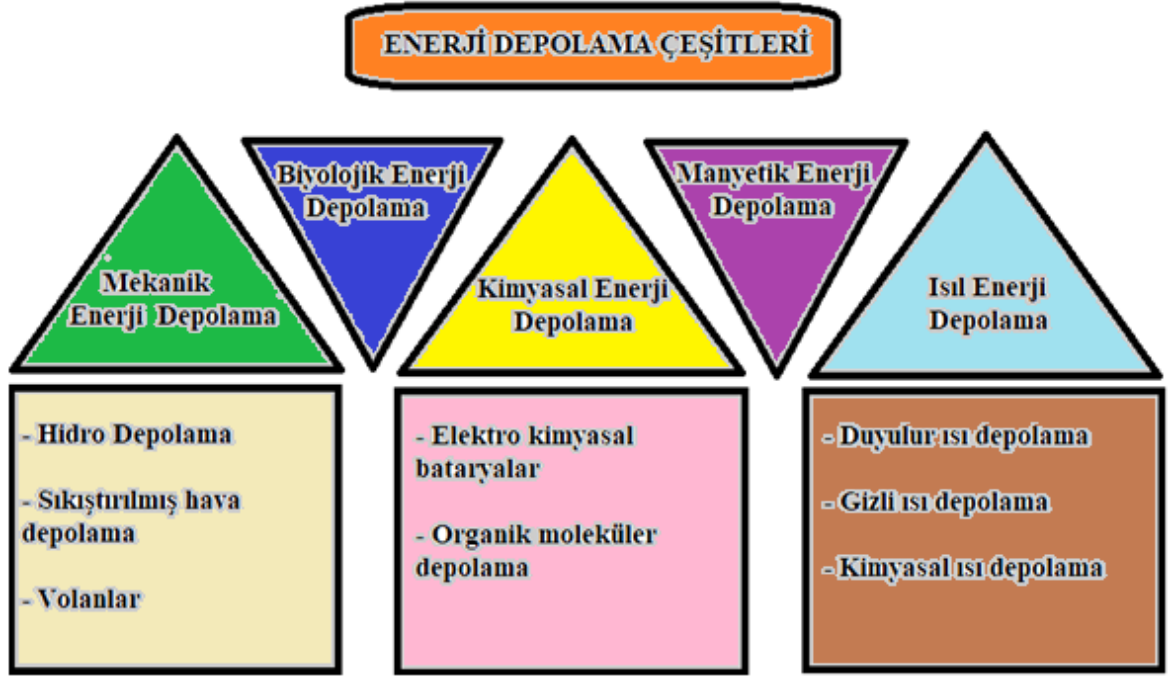 ENERJİ DEPOLAMA ÇEŞİTLERİ
Mekanik
Enerji Depolama
Biyolojik Enerji
Depolama
Kimyasal Enerji
Depolama
Manyetik Enerji
Depolama
Isıl Enerji
Depolama
- Hidro Depolama
- Sıkıştırılmış hava
depolama
- Volanlar
- Elektro kimyasal
bataryalar
- Organik moleküler
depolama
- Duyulur ısı depolama
- Gizli ısı depolama
- Kimyasal ısı depolama